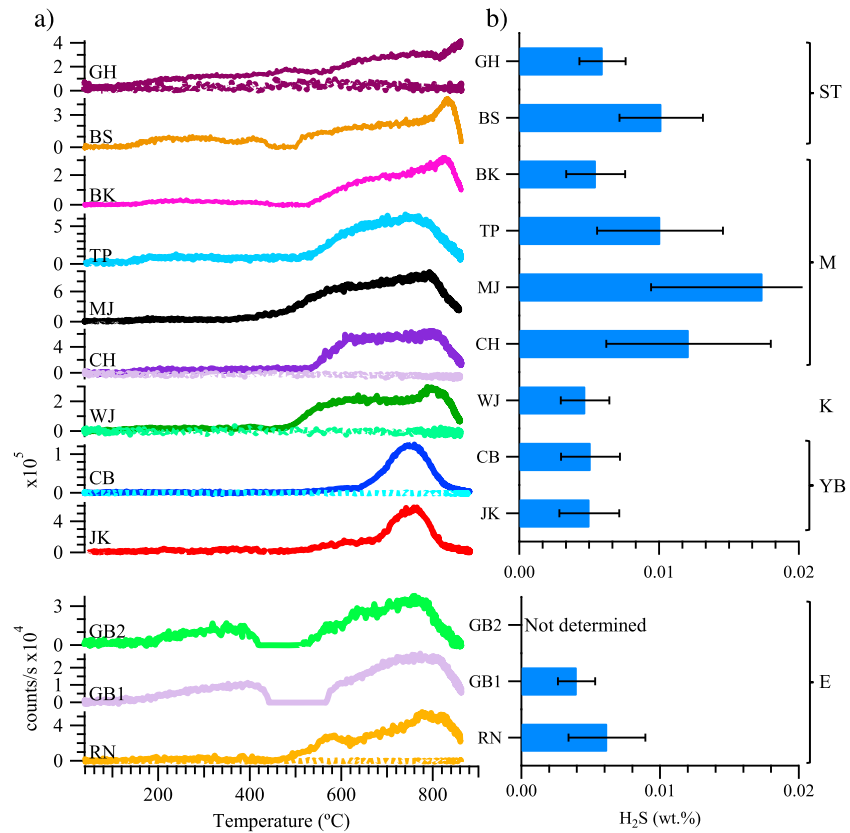 a)
b)
4
2
0
GH
GH
ST
2
0
BS
BS
2
0
BK
BK
M
5
0
TP
TP
6
0
MJ
MJ
4
0
CH
CH
2
0
WJ
WJ
K
x10⁵
1
0
CB
CB
YB
4
0
JK
JK
0.00
0.01
0.02
3
0
GB2
GB2
Not determined
2
1
0
GB1
GB1
E
counts/s x10⁴
4
0
RN
RN
200
400
600
800
0.00
0.01
0.02
Temperature (ºC)
H₂S (wt.%)